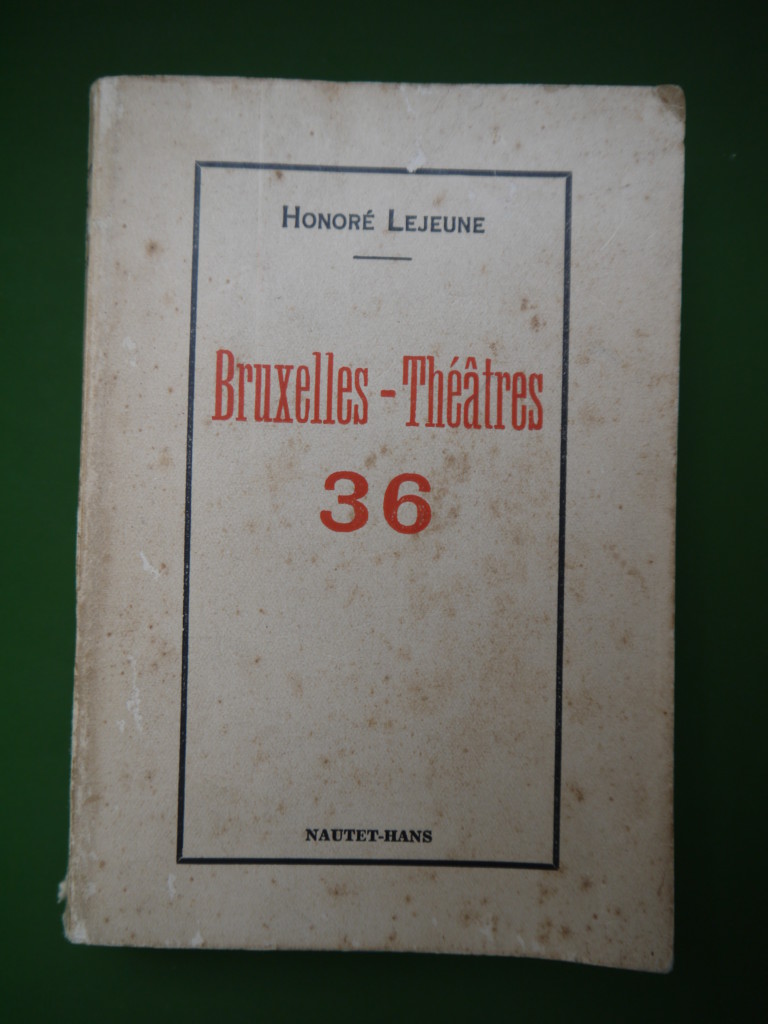 Honoré Lejeune
Bruxelles - Théâtres
36
NAUTET-HANS